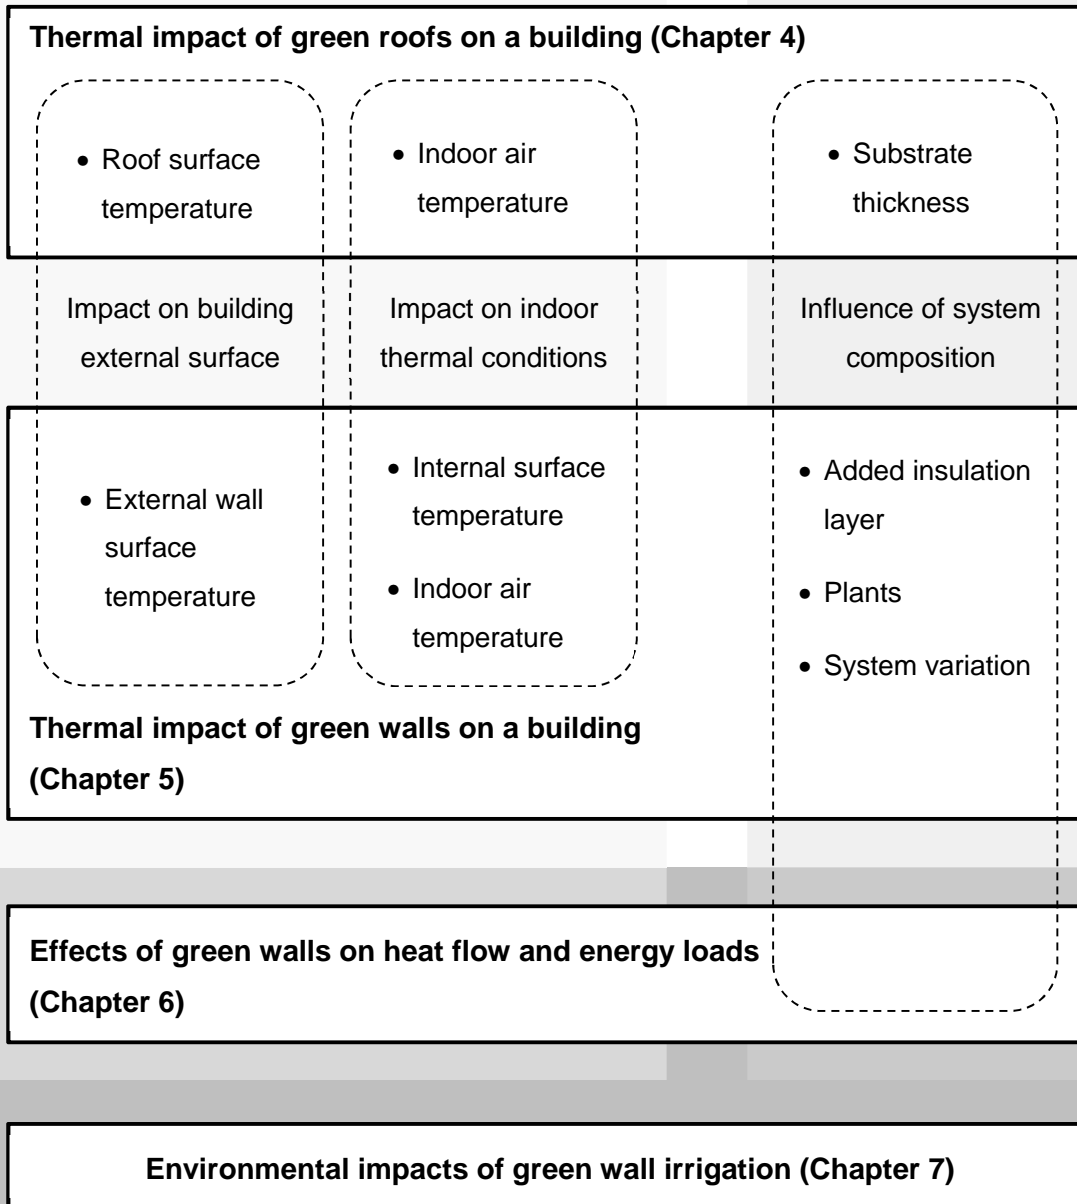 Thermal impact of green roofs on a building (Chapter 4)
• Roof surface
temperature
• Indoor air
temperature
• Substrate
thickness
Impact on building
external surface
Impact on indoor
thermal conditions
Influence of system
composition
• External wall
surface
temperature
• Internal surface
temperature
• Indoor air
temperature
• Added insulation
layer
• Plants
• System variation
Thermal impact of green walls on a building
(Chapter 5)
Effects of green walls on heat flow and energy loads
(Chapter 6)
Environmental impacts of green wall irrigation (Chapter 7)